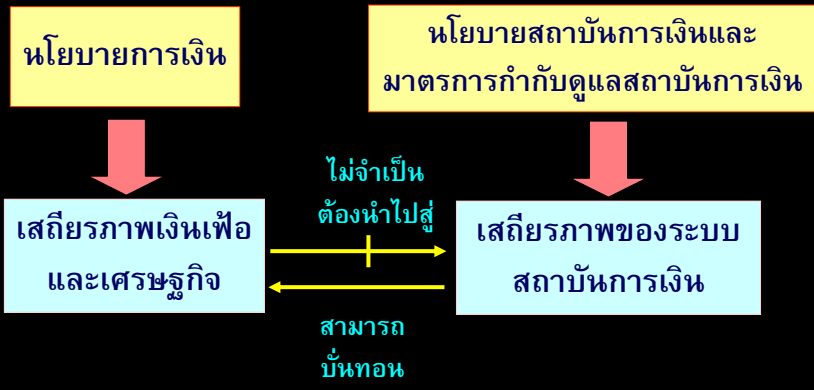 นโยบายการเงิน
นโยบายสถาบันการเงินและ
มาตรการกำกับดูแลสถาบันการเงิน
ไม่จำเป็น
ต้องนำไปสู่
เสถียรภาพเงินเฟ้อ
และเศรษฐกิจ
เสถียรภาพของระบบ
สถาบันการเงิน
สามารถ
บั่นทอน